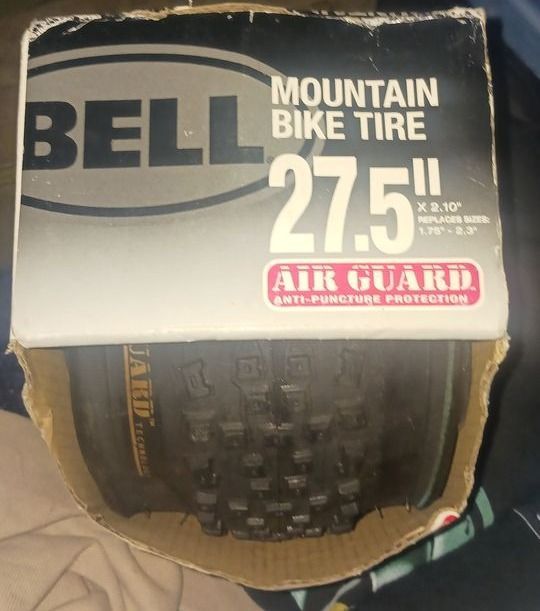 BELL
MOUNTAIN
BIKE TIRE
27.5"
X 2.10"
REPLACES SIZES:
1.75" - 2.3"
AIR GUARD
ANTI-PUNCTURE PROTECTION
UARD™